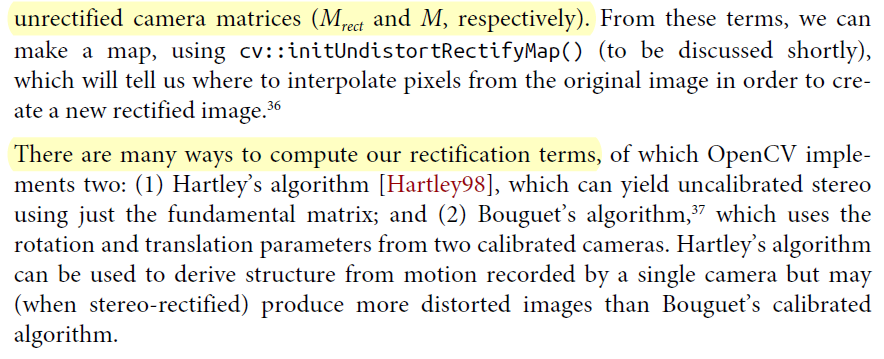 unrectified camera matrices (Mrect and M, respectively). From these terms, we can
make a map, using cv::initUndistortRectifyMap() (to be discussed shortly),
which will tell us where to interpolate pixels from the original image in order to cre-
ate a new rectified image.³⁶
There are many ways to compute our rectification terms, of which OpenCV imple-
ments two: (1) Hartley’s algorithm [Hartley98], which can yield uncalibrated stereo
using just the fundamental matrix; and (2) Bouguet’s algorithm,³⁷ which uses the
rotation and translation parameters from two calibrated cameras. Hartley’s algorithm
can be used to derive structure from motion recorded by a single camera but may
(when stereo-rectified) produce more distorted images than Bouguet’s calibrated
algorithm.